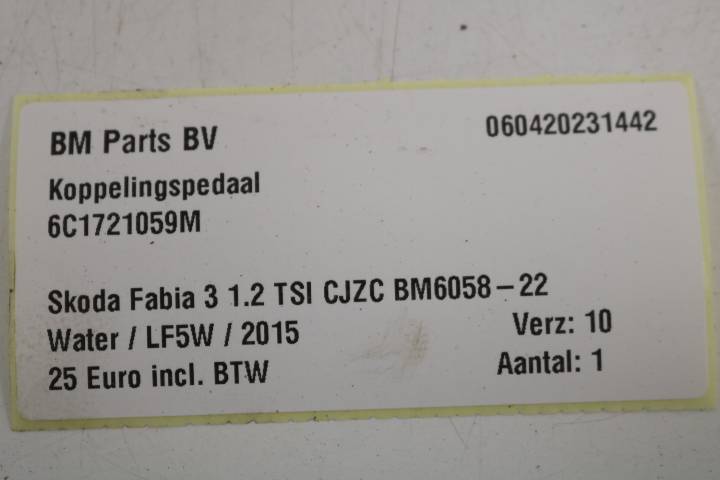 BM Parts BV 060420231442
Koppelingspedaal
6C1721059M
Skoda Fabia 3 1.2 TSI CJZC BM6058-22
Water / LF5W / 2015 Verz: 10
25 Euro incl. BTW Aantal: 1